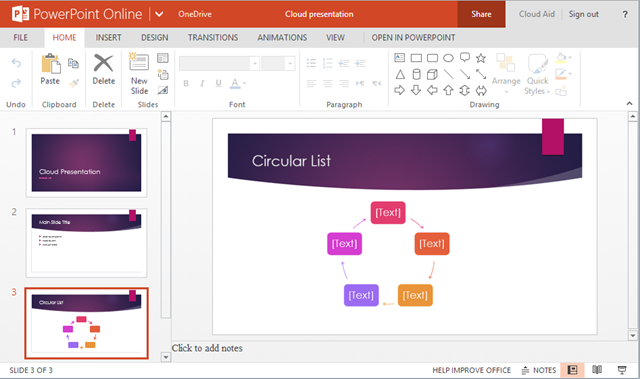 PowerPoint Online OneDrive Cloud presentation Share Cloud Aid Sign out ?
FILE HOME INSERT DESIGN TRANSITIONS ANIMATIONS VIEW OPEN IN POWERPOINT
Paste Delete New Slide B I U A Arrange Quick Styles
Undo Clipboard Delete Slides Font Paragraph Drawing
1
Cloud Presentation
2
Main Slide Title
3
Circular List
Circular List
[Text]
[Text] [Text]
[Text] [Text]
Click to add notes
SLIDE 3 OF 3 HELP IMPROVE OFFICE NOTES